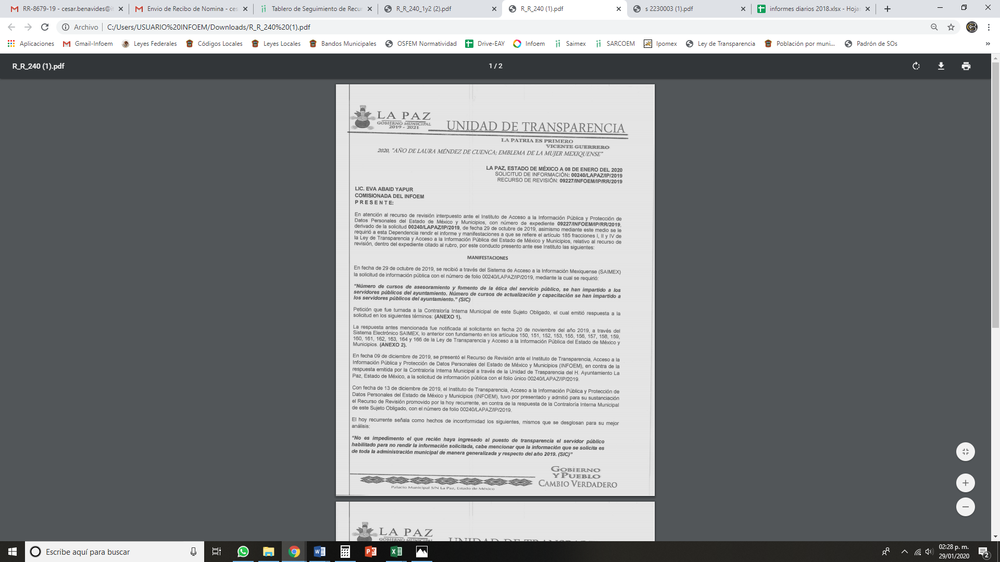 RR-8679-19 - cesar.benavides@i
Envio de Recibo de Nomina - ces
Tablero de Seguimiento de Recu
R_R_240_1y2 (2).pdf
R_R_240 (1).pdf
s 2230003 (1).pdf
informes diarios 2018.xlsx - Hoja
Archivo
C:/Users/USUARIO%20INFOEM/Downloads/R_R_240%20(1).pdf
Aplicaciones
Gmail-Infoem
Leyes Federales
Códigos Locales
Leyes Locales
Bandos Municipales
OSFEM Normatividad
Drive-EAY
Infoem
Saimex
SARCOEM
Ipomex
Ley de Transparencia
Población por muni...
Padrón de SOs
»
R_R_240 (1).pdf
1 / 2
LA PAZ
GOBIERNO MUNICIPAL
2019 - 2021
UNIDAD DE TRANSPARENCIA
LA PATRIA ES PRIMERO
VICENTE GUERRERO
2020, "AÑO DE LAURA MÉNDEZ DE CUENCA; EMBLEMA DE LA MUJER MEXIQUENSE"
LA PAZ, ESTADO DE MÉXICO A 08 DE ENERO DEL 2020
SOLICITUD DE INFORMACIÓN: 00240/LAPAZ/IP/2019
RECURSO DE REVISIÓN: 09227/INFOEM/IP/RR/2019
LIC. EVA ABAID YAPUR
COMISIONADA DEL INFOEM
P R E S E N T E:
En atención al recurso de revisión interpuesto ante el Instituto de Acceso a la Información Pública y Protección de
Datos Personales del Estado de México y Municipios, con número de expediente 09227/INFOEM/IP/RR/2019,
derivado de la solicitud 00240/LAPAZ/IP/2019, de fecha 29 de octubre de 2019, asimismo mediante este medio se le
requirió a esta Dependencia rendir el informe y manifestaciones a que se refiere el artículo 185 fracciones I, II y IV de
la Ley de Transparencia y Acceso a la Información Pública del Estado de México y Municipios, relativo al recurso de
revisión, dentro del expediente citado al rubro, por este conducto presento ante ese Instituto las siguientes:
MANIFESTACIONES
En fecha de 29 de octubre de 2019, se recibió a través del Sistema de Acceso a la Información Mexiquense (SAIMEX)
la solicitud de información pública con el número de folio 00240/LAPAZ/IP/2019, mediante la cual se requirió:
"Número de cursos de asesoramiento y fomento de la ética del servicio público, se han impartido a los
servidores públicos del ayuntamiento. Número de cursos de actualización y capacitación se han impartido a
los servidores públicos del ayuntamiento." (SIC)
Petición que fue turnada a la Contraloría Interna Municipal de este Sujeto Obligado, el cual emitió respuesta a la
solicitud en los siguientes términos: (ANEXO 1).
La respuesta antes mencionada fue notificada al solicitante en fecha 20 de noviembre del año 2019, a través del
Sistema Electrónico SAIMEX, lo anterior con fundamento en los artículos 150, 151, 152, 153, 155, 156, 157, 158, 159,
160, 161, 162, 163, 164 y 166 de la Ley de Transparencia y Acceso a la Información Pública del Estado de México y
Municipios. (ANEXO 2).
En fecha 09 de diciembre de 2019, se presentó el Recurso de Revisión ante el Instituto de Transparencia, Acceso a la
Información Pública y Protección de Datos Personales del Estado de México y Municipios (INFOEM), en contra de la
respuesta emitida por la Contraloría Interna Municipal a través de la Unidad de Trasparencia del H. Ayuntamiento La
Paz, Estado de México, a la solicitud de información pública con el folio único 00240/LAPAZ/IP/2019.
Con fecha de 13 de diciembre de 2019, el Instituto de Transparencia, Acceso a la Información Pública y Protección de
Datos Personales del Estado de México y Municipios (INFOEM), tuvo por presentado y admitió para su sustanciación
el Recurso de Revisión promovido por la hoy recurrente, en contra de la respuesta de la Contraloría Interna Municipal
de este Sujeto Obligado, con el número de folio 00240/LAPAZ/IP/2019.
El hoy recurrente señala como hechos de inconformidad los siguientes, mismos que se desglosan para su mejor
análisis:
"No es impedimento el que recién haya ingresado al puesto de transparencia el servidor público
habilitado para no rendir la información solicitada, cabe mencionar que la información que se solicita es
de toda la administración municipal de manera generalizada y respecto del año 2019. (SIC)"
GOBIERNO
Y PUEBLO
CAMBIO VERDADERO
Palacio Municipal S/N La Paz, Estado de México
LA PAZ
GOBIERNO MUNICIPAL
Escribe aquí para buscar
02:28 p. m.
29/01/2020
2